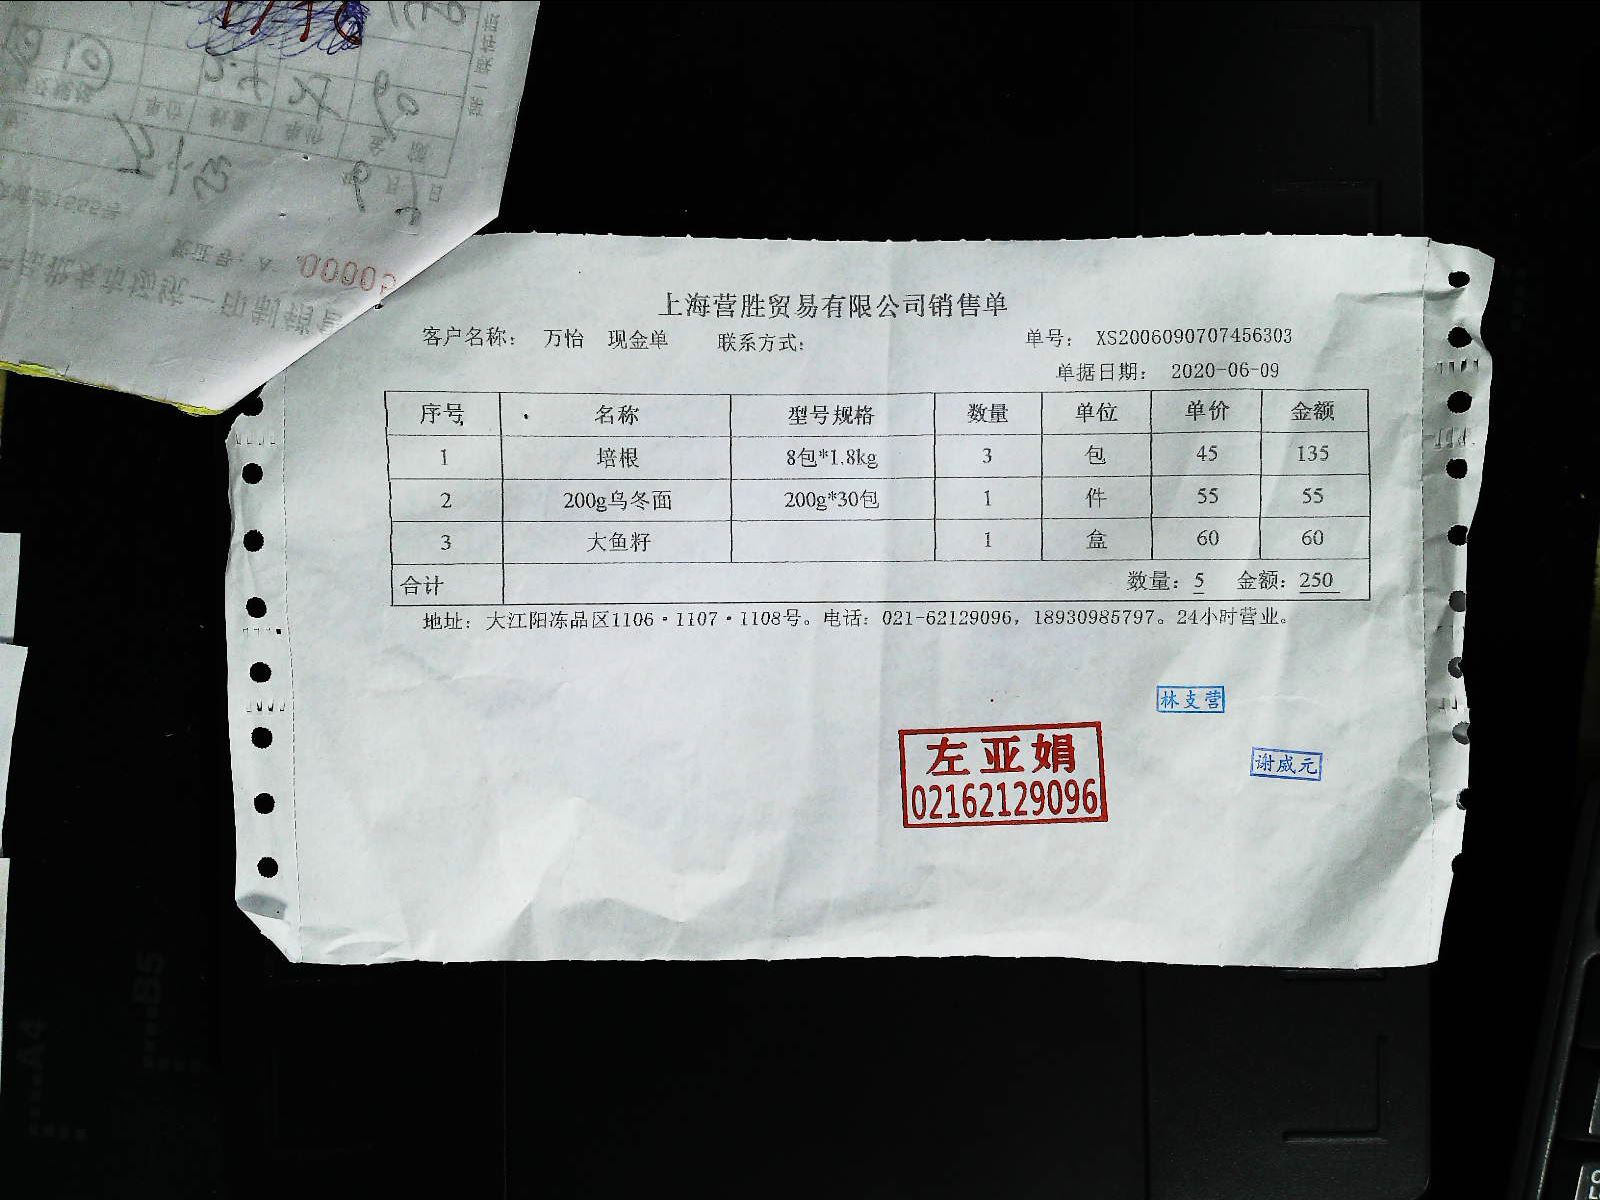 上海营胜贸易有限公司销售单
客户名称： 万怡 现金单 联系方式： 单号： XS2006090707456303
单据日期： 2020-06-09
序号 名称 型号规格 数量 单位 单价 金额
1 培根 8包*1.8kg 3 包 45 135
2 200g乌冬面 200g*30包 1 件 55 55
3 大鱼籽 1 盒 60 60
合计 数量：5 金额：250
地址： 大江阳冻品区1106·1107·1108号。电话：021-62129096，18930985797。24小时营业。
林支营
谢威元
左亚娟
02162129096
B5
A4